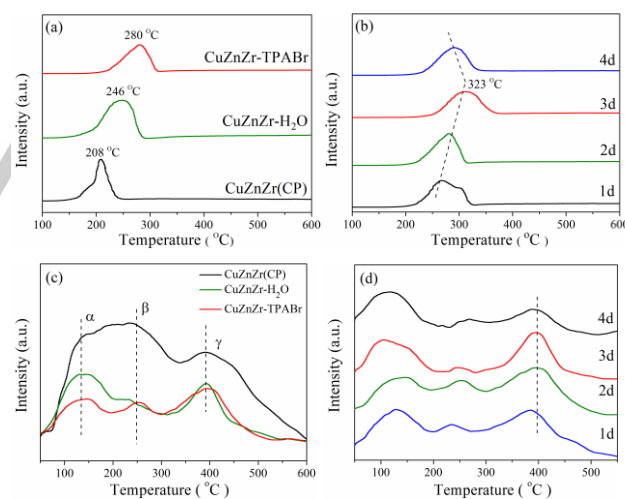 (a)
280 °C
CuZnZr-TPABr
246 °C
CuZnZr-H₂O
208 °C
CuZnZr(CP)
Intensity (a.u.)
100 200 300 400 500 600
Temperature ( °C)
(b)
4d
323 °C
3d
2d
1d
Intensity (a.u.)
100 200 300 400 500 600
Temperature ( °C)
(c)
CuZnZr(CP)
CuZnZr-H₂O
CuZnZr-TPABr
α
β
γ
Intensity (a.u.)
100 200 300 400 500 600
Temperature ( °C)
(d)
4d
3d
2d
1d
Intensity (a.u.)
100 200 300 400 500
Temperature ( °C)